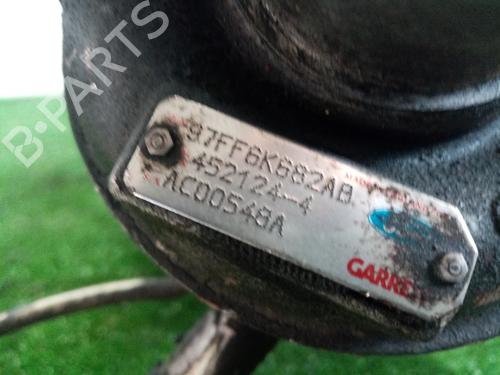 97FF6K682AB
452124-4
AC00548A
GARRE
B-PARTS